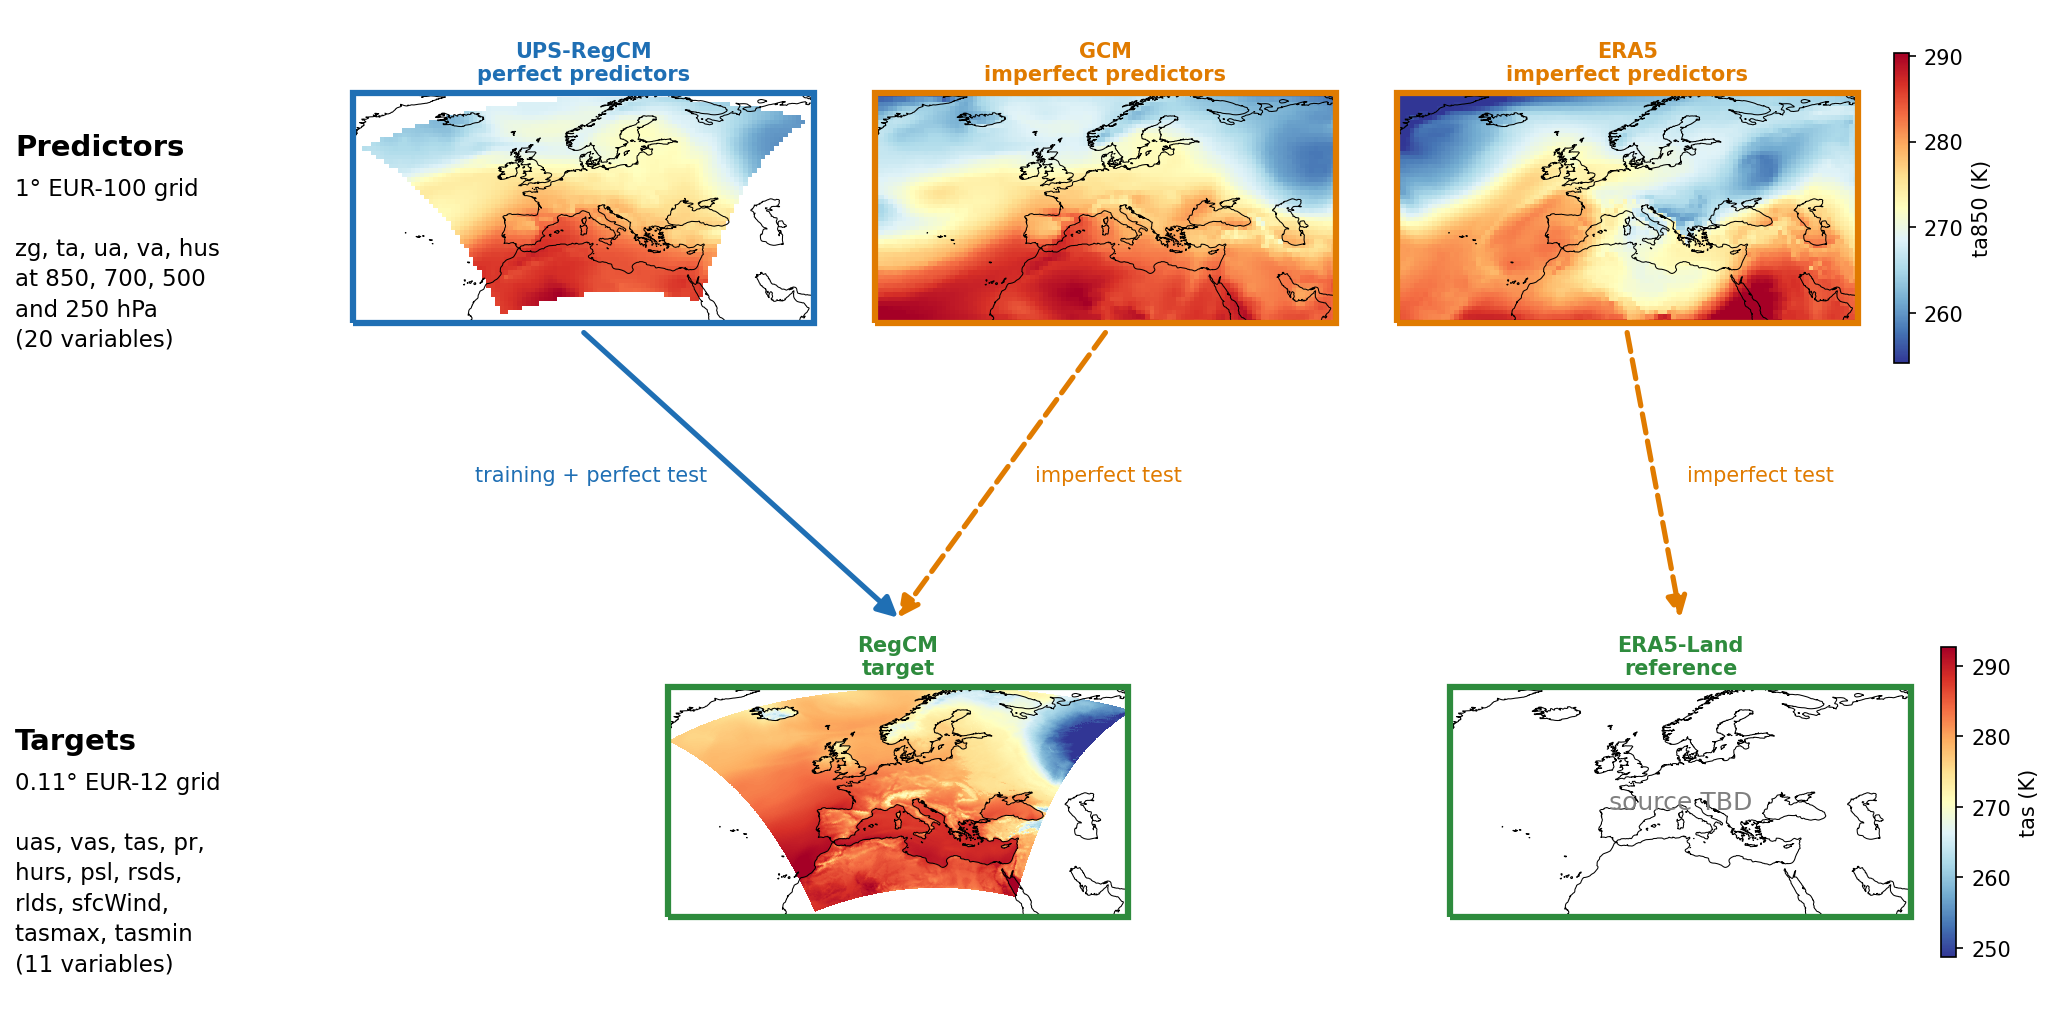 UPS-RegCM
perfect predictors
GCM
imperfect predictors
ERA5
imperfect predictors
290
280
270
260
ta850 (K)
Predictors
1° EUR-100 grid
zg, ta, ua, va, hus
at 850, 700, 500
and 250 hPa
(20 variables)
training + perfect test
imperfect test
imperfect test
RegCM
target
ERA5-Land
reference
source TBD
290
280
270
260
250
tas (K)
Targets
0.11° EUR-12 grid
uas, vas, tas, pr,
hurs, psl, rsds,
rlds, sfcWind,
tasmax, tasmin
(11 variables)